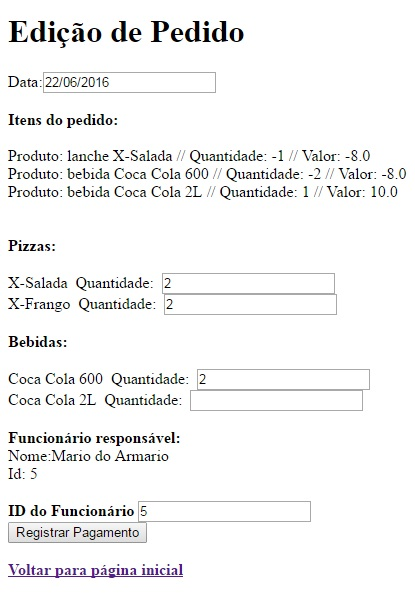 Edição de Pedido
Data: 22/06/2016
Itens do pedido:
Produto: lanche X-Salada // Quantidade: -1 // Valor: -8.0
Produto: bebida Coca Cola 600 // Quantidade: -2 // Valor: -8.0
Produto: bebida Coca Cola 2L // Quantidade: 1 // Valor: 10.0
Pizzas:
X-Salada Quantidade: 2
X-Frango Quantidade: 2
Bebidas:
Coca Cola 600 Quantidade: 2
Coca Cola 2L Quantidade:
Funcionário responsável:
Nome:Mario do Armario
Id: 5
ID do Funcionário 5
Registrar Pagamento
Voltar para página inicial